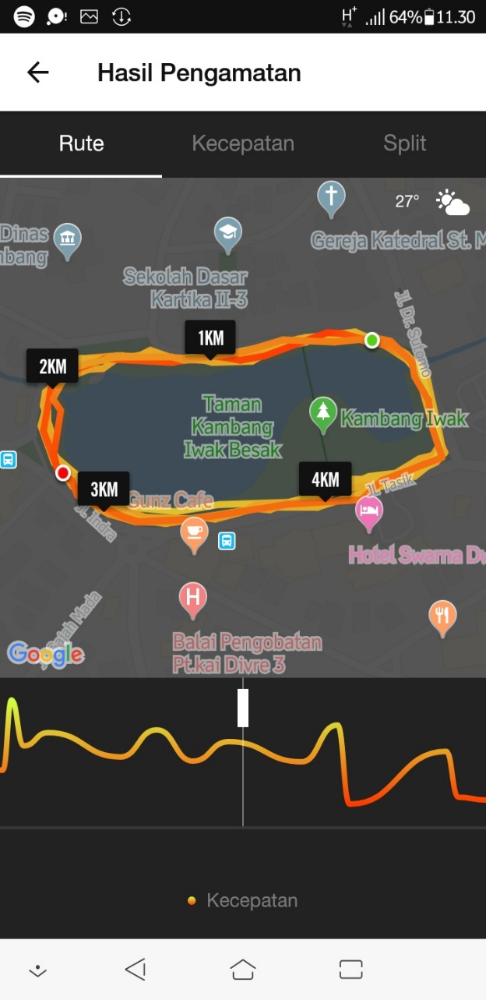 H+ 64% 11.30
Hasil Pengamatan
Rute Kecepatan Split
27°
Dinas
nbang
Sekolah Dasar
Kartika II-3
Gereja Katedral St. M
Jl. Dr. Sutomo
1KM
2KM
Taman
Kambang
Iwak Besak
Kambang Iwak
3KM
4KM
Gunz Cafe
Jl. Tasik
Jl. Indra
Hotel Swarna Dw
H
Balai Pengobatan
Pt.kai Divre 3
Gajah Mada
Google
Kecepatan